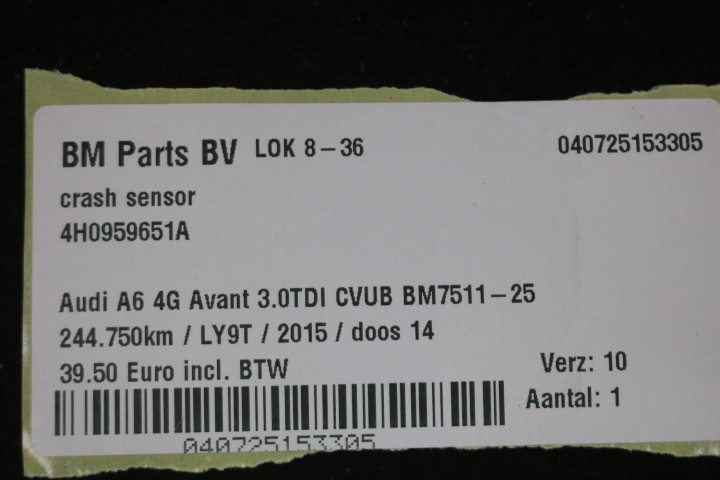 BM Parts BV LOK 8-36 040725153305
crash sensor
4H0959651A
Audi A6 4G Avant 3.0TDI CVUB BM7511-25
244.750km / LY9T / 2015 / doos 14
39.50 Euro incl. BTW Verz: 10
Aantal: 1
040725153305